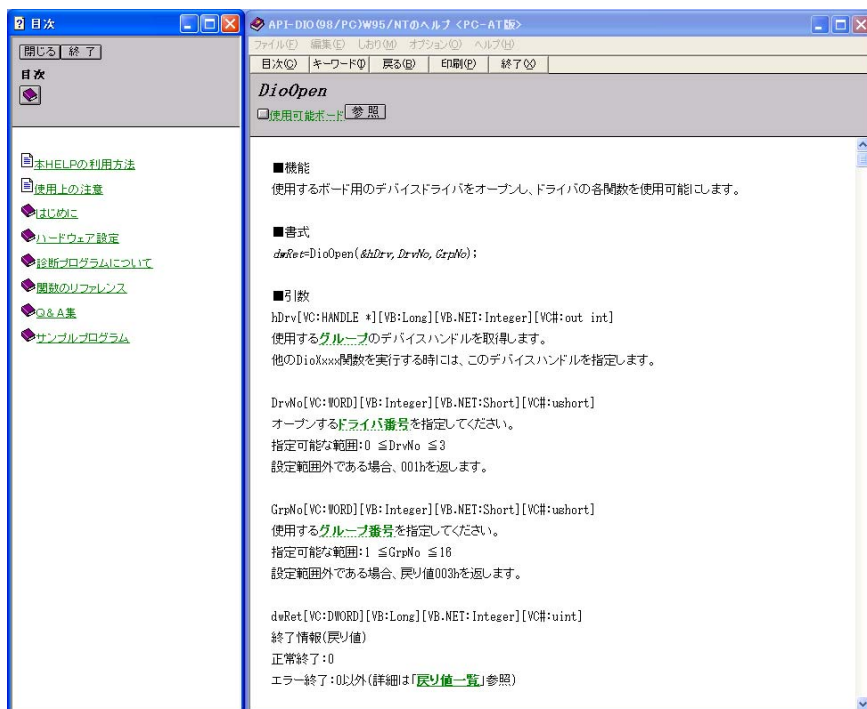 目次
閉じる 終 了
目次
本HELPの利用方法
使用上の注意
はじめに
ハードウェア設定
診断プログラムについて
関数のリファレンス
Q&A集
サンプルプログラム
API-DIO(98/PC)W95/NTのヘルプ <PC-AT版>
ファイル(F) 編集(E) しおり(M) オプション(O) ヘルプ(H)
目次(C) キーワード(I) 戻る(B) 印刷(P) 終了(X)
DioOpen
使用可能ボード 参 照
■機能
使用するボード用のデバイスドライバをオープンし、ドライバの各関数を使用可能にします。
■書式
dwRet=DioOpen(&hDrv, DrvNo, GrpNo);
■引数
hDrv[VC:HANDLE *][VB:Long][VB.NET:Integer][VC#:out int]
使用するグループのデバイスハンドルを取得します。
他のDioXxxx関数を実行する時には、このデバイスハンドルを指定します。
DrvNo[VC:WORD][VB:Integer][VB.NET:Short][VC#:ushort]
オープンするドライバ番号を指定してください。
指定可能な範囲:0 ≦DrvNo ≦3
設定範囲外である場合、001hを返します。
GrpNo[VC:WORD][VB:Integer][VB.NET:Short][VC#:ushort]
使用するグループ番号を指定してください。
指定可能な範囲:1 ≦GrpNo ≦16
設定範囲外である場合、戻り値003hを返します。
dwRet[VC:DWORD][VB:Long][VB.NET:Integer][VC#:uint]
終了情報(戻り値)
正常終了:0
エラー終了:0以外(詳細は「戻り値一覧」参照)